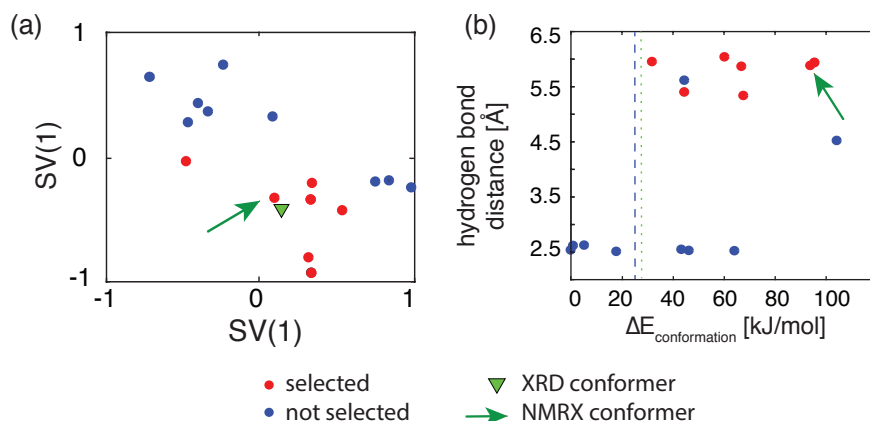 (a)
1
0
-1
SV(1)
-1
0
1
SV(1)
(b)
6.5
5.5
4.5
3.5
2.5
hydrogen bond
distance [Å]
0
20
40
60
80
100
ΔEconformation [kJ/mol]
selected
not selected
XRD conformer
NMRX conformer